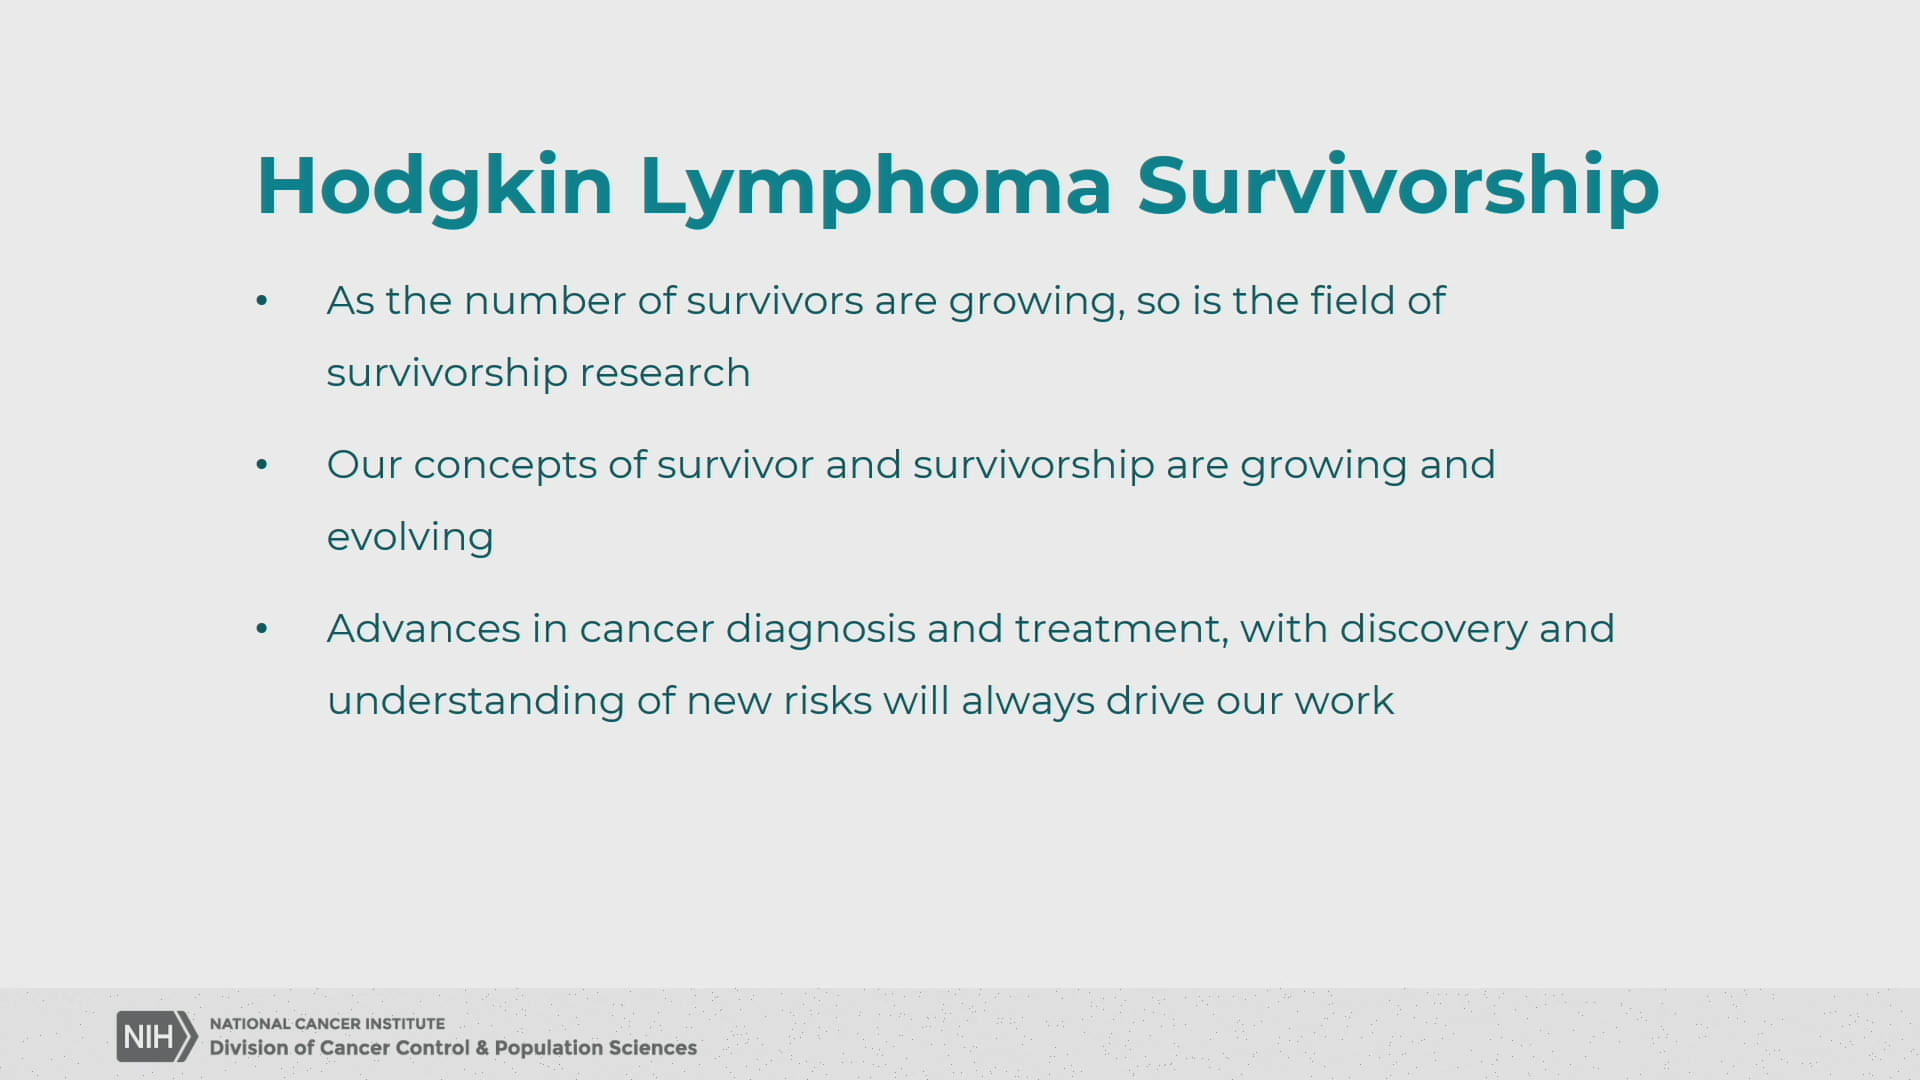 Hodgkin Lymphoma Survivorship
• As the number of survivors are growing, so is the field of
survivorship research
• Our concepts of survivor and survivorship are growing and
evolving
• Advances in cancer diagnosis and treatment, with discovery and
understanding of new risks will always drive our work
NIH
NATIONAL CANCER INSTITUTE
Division of Cancer Control & Population Sciences